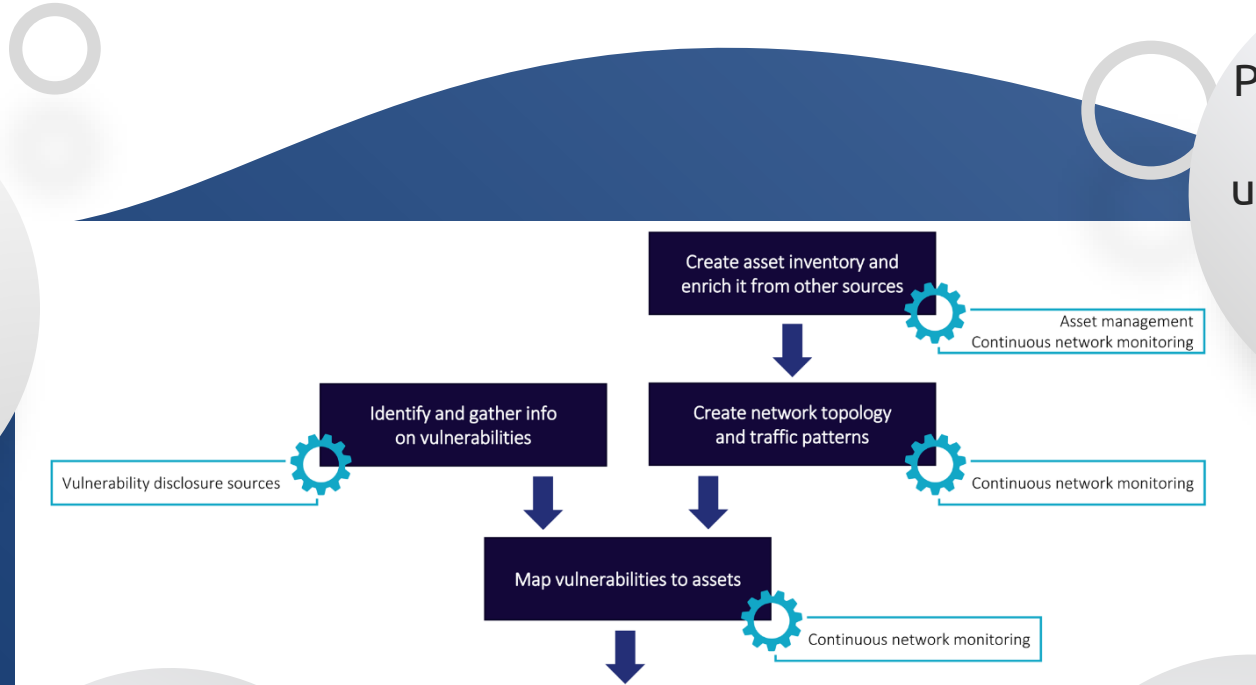 P
u
Create asset inventory and
enrich it from other sources
Asset management
Continuous network monitoring
Identify and gather info
on vulnerabilities
Create network topology
and traffic patterns
Vulnerability disclosure sources
Continuous network monitoring
Map vulnerabilities to assets
Continuous network monitoring